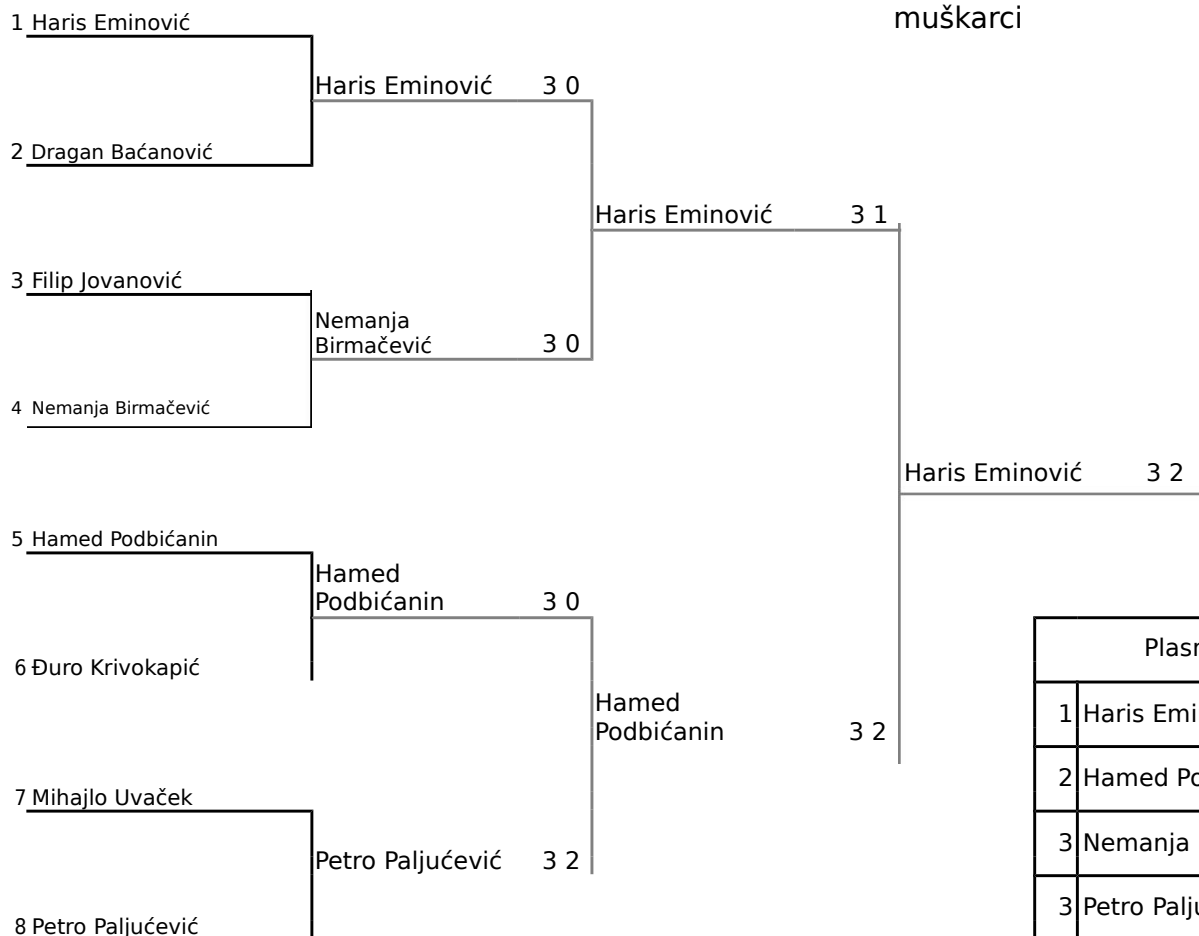 muškarci
1 Haris Eminović
Haris Eminović 3 0
2 Dragan Baćanović
Haris Eminović 3 1
3 Filip Jovanović
Nemanja
Birmačević 3 0
4 Nemanja Birmačević
Haris Eminović 3 2
5 Hamed Podbićanin
Hamed
Podbićanin 3 0
6 Đuro Krivokapić
Hamed
Podbićanin 3 2
7 Mihajlo Uvaček
Petro Paljućević 3 2
8 Petro Paljućević
1 Haris
2 Hamed
3 Nemanja
3 Petro